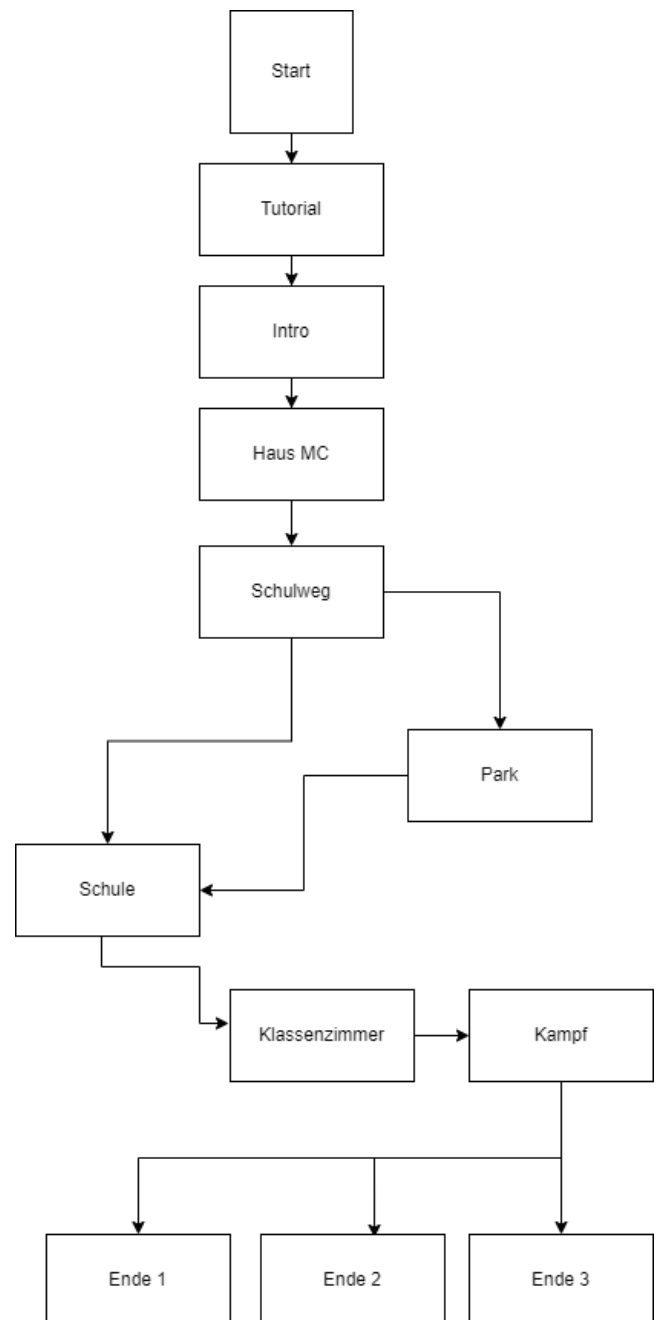 Start
Tutorial
Intro
Haus MC
Schulweg
Park
Schule
Klassenzimmer
Kampf
Ende 1
Ende 2
Ende 3